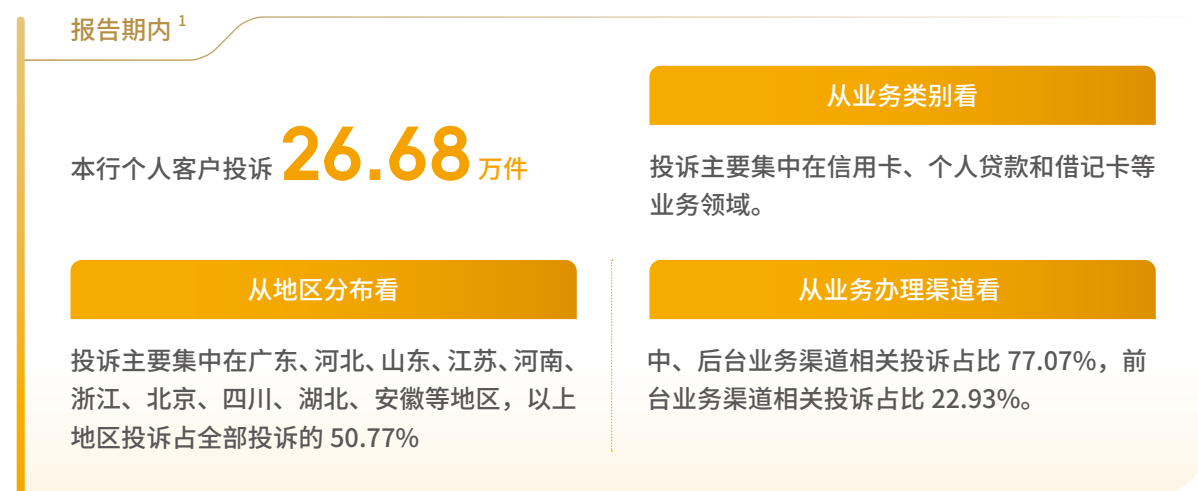 报告期内 1
本行个人客户投诉 26.68 万件
从业务类别看
投诉主要集中在信用卡、个人贷款和借记卡等
业务领域。
从地区分布看
投诉主要集中在广东、河北、山东、江苏、河南、
浙江、北京、四川、湖北、安徽等地区，以上
地区投诉占全部投诉的 50.77%
从业务办理渠道看
中、后台业务渠道相关投诉占比 77.07%，前
台业务渠道相关投诉占比 22.93%。